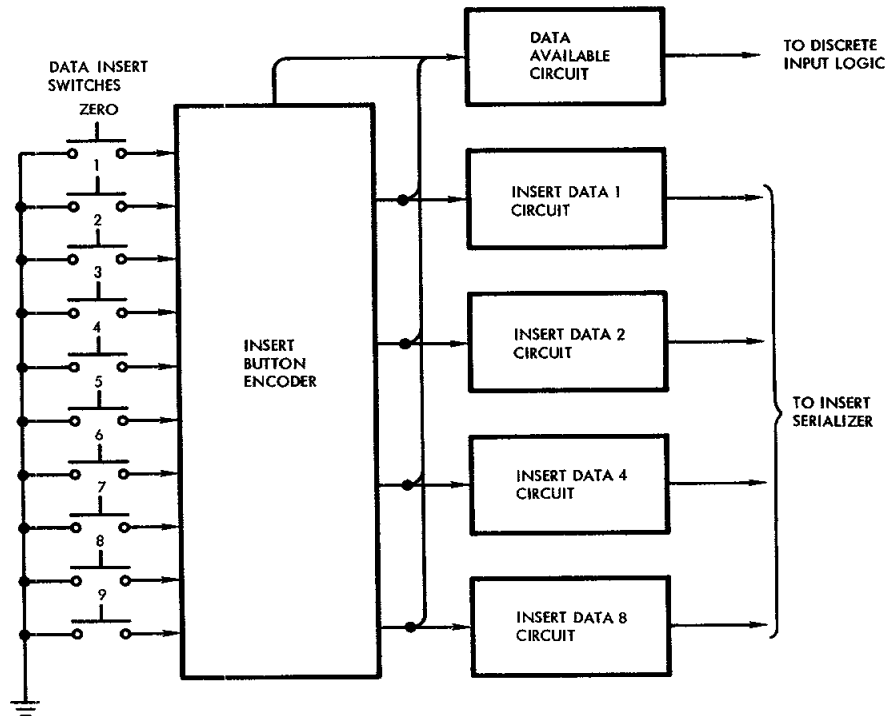 DATA INSERT
SWITCHES
ZERO
1
2
3
4
5
6
7
8
9
INSERT
BUTTON
ENCODER
DATA
AVAILABLE
CIRCUIT
TO DISCRETE
INPUT LOGIC
INSERT DATA 1
CIRCUIT
INSERT DATA 2
CIRCUIT
INSERT DATA 4
CIRCUIT
INSERT DATA 8
CIRCUIT
TO INSERT
SERIALIZER